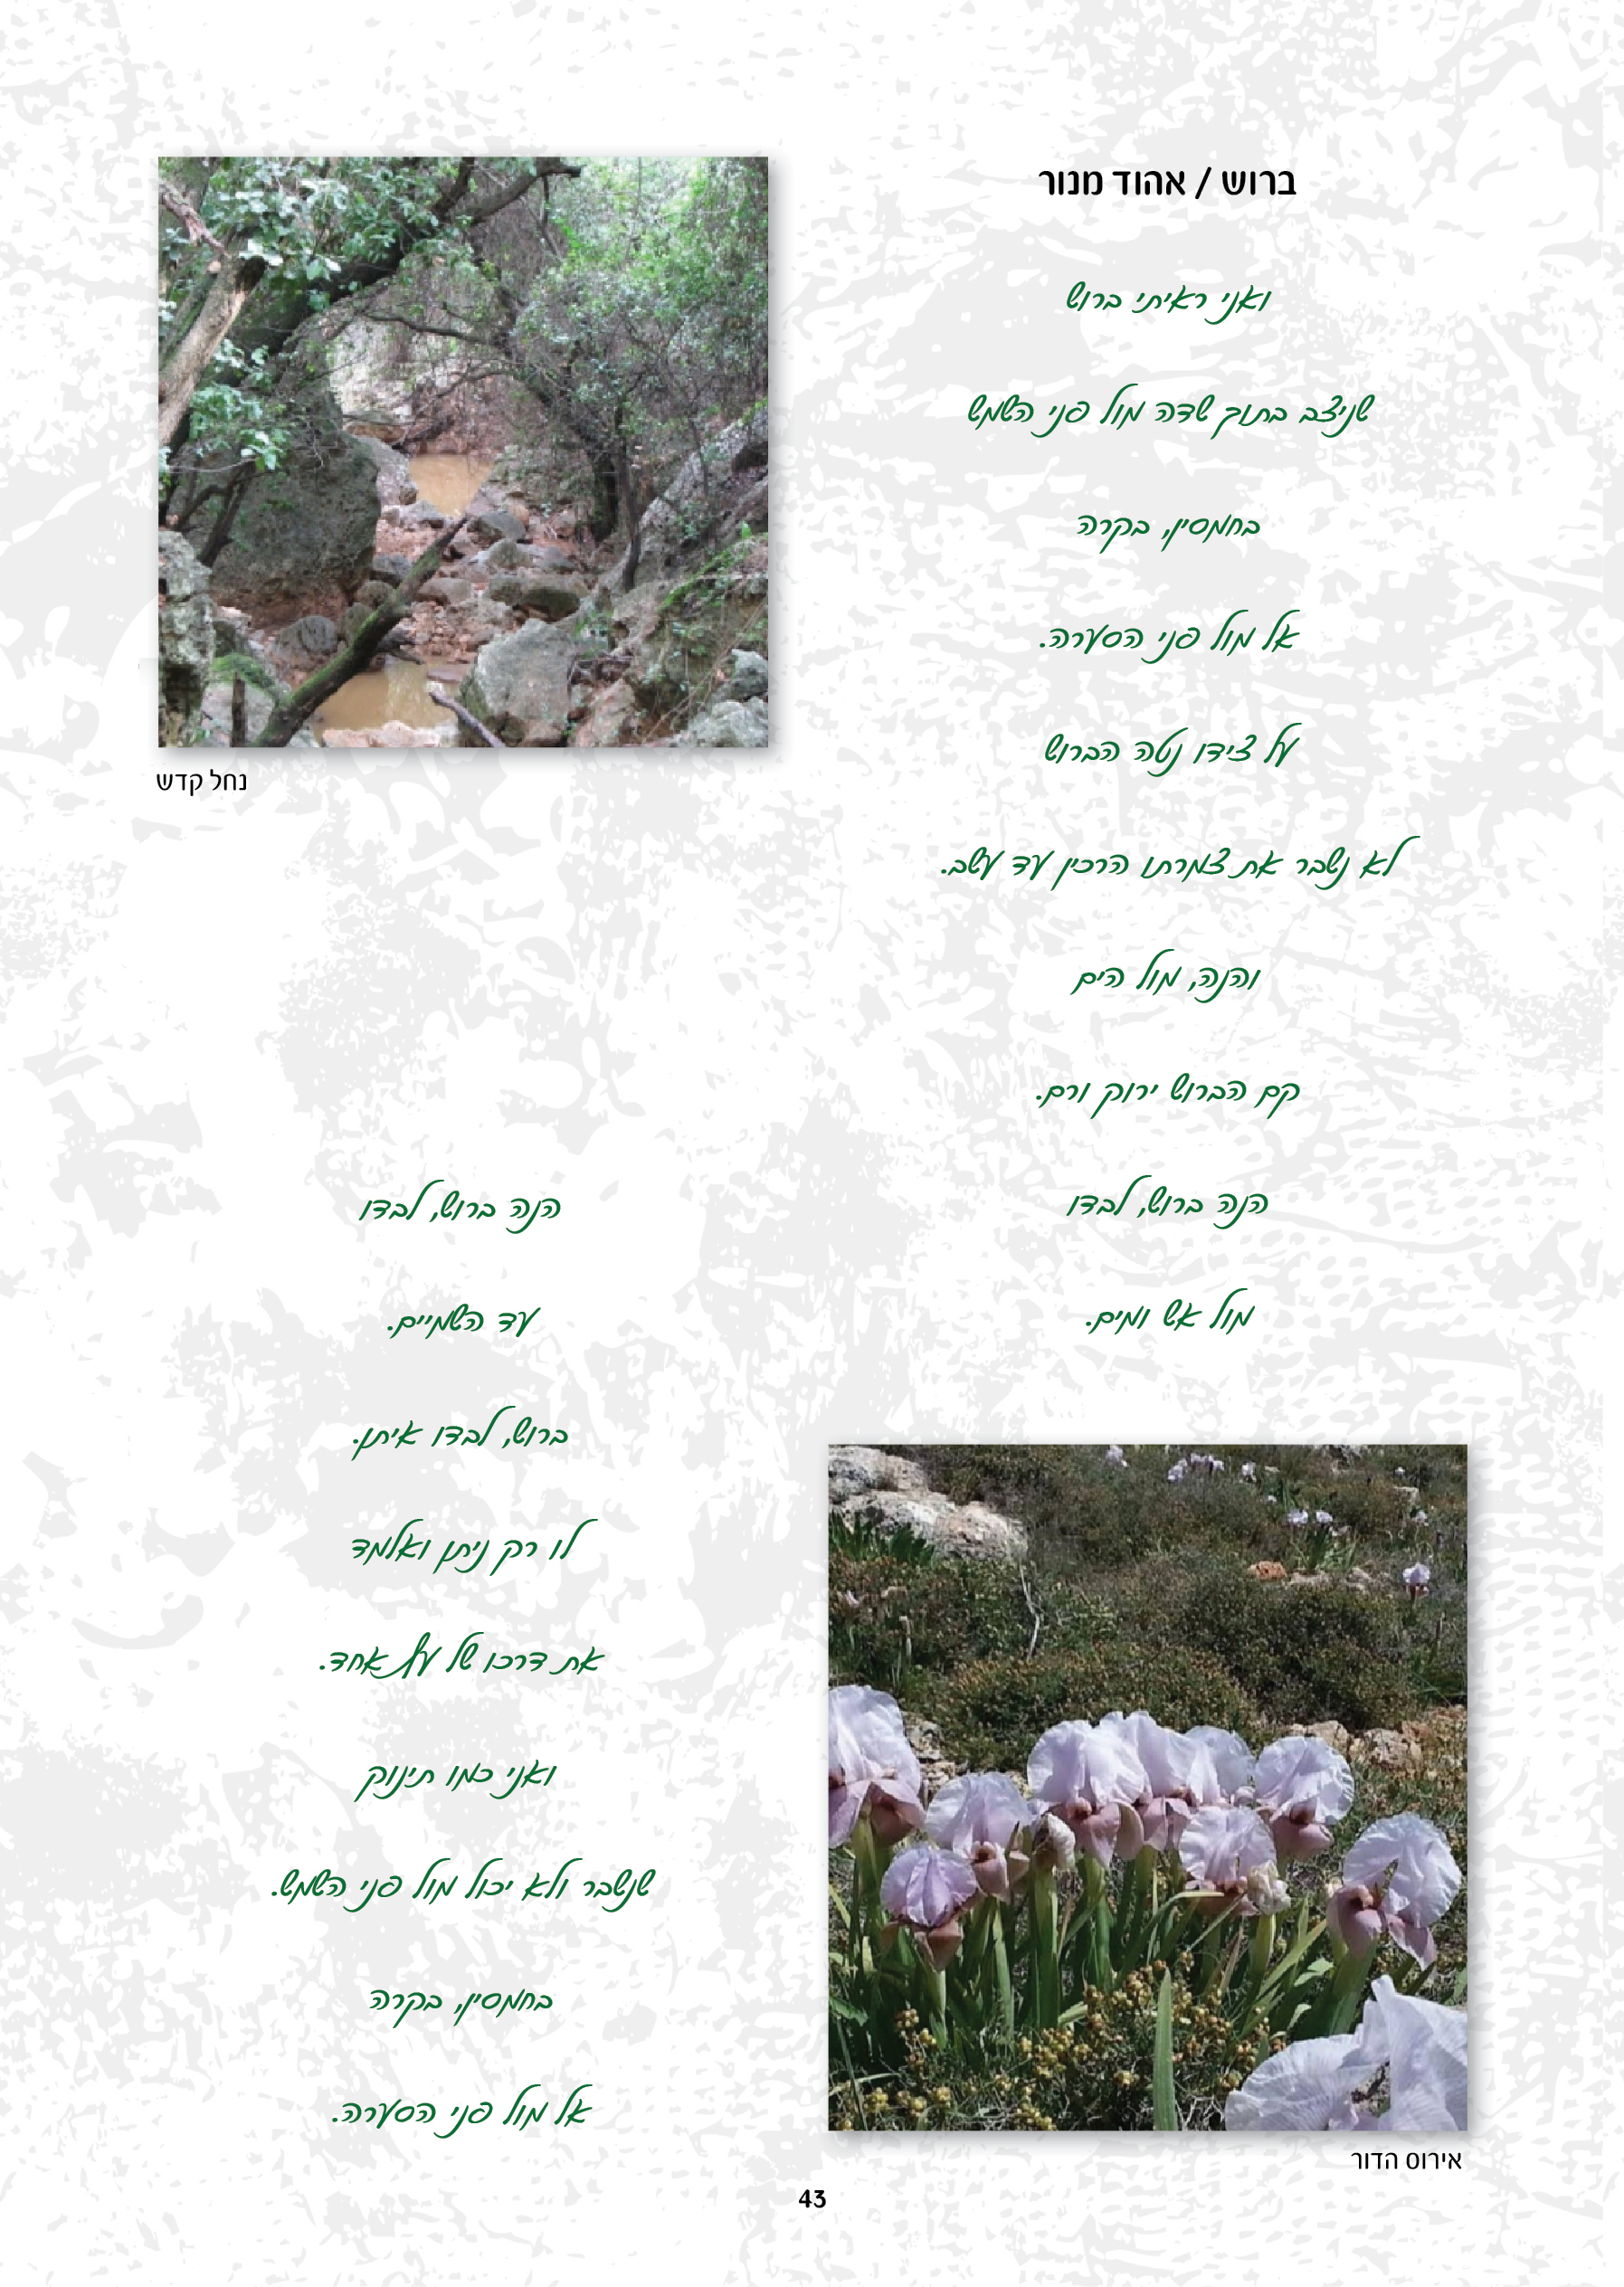 ברוש / אהוד מנור
ואני ראיתי ברוש
שניצב בתוך שדה מול פני השמש
בחמסין, בקרה
אל מול פני הסערה.
על צידו נטה הברוש
לא נשבר את צמרתו הרכין עד עשב.
והנה, מול הים
קם הברוש ירוק ורם.
הנה ברוש, לבדו
מול אש ומים.
הנה ברוש, לבדו
עד השמיים.
ברוש, לבדו איתן.
לו רק ניתן ואלמד
את דרכו של עץ אחד.
ואני כמו תינוק
שנשבר ולא יכול מול פני השמש.
בחמסין, בקרה
אל מול פני הסערה.
נחל קדש
אירוס הדור
43